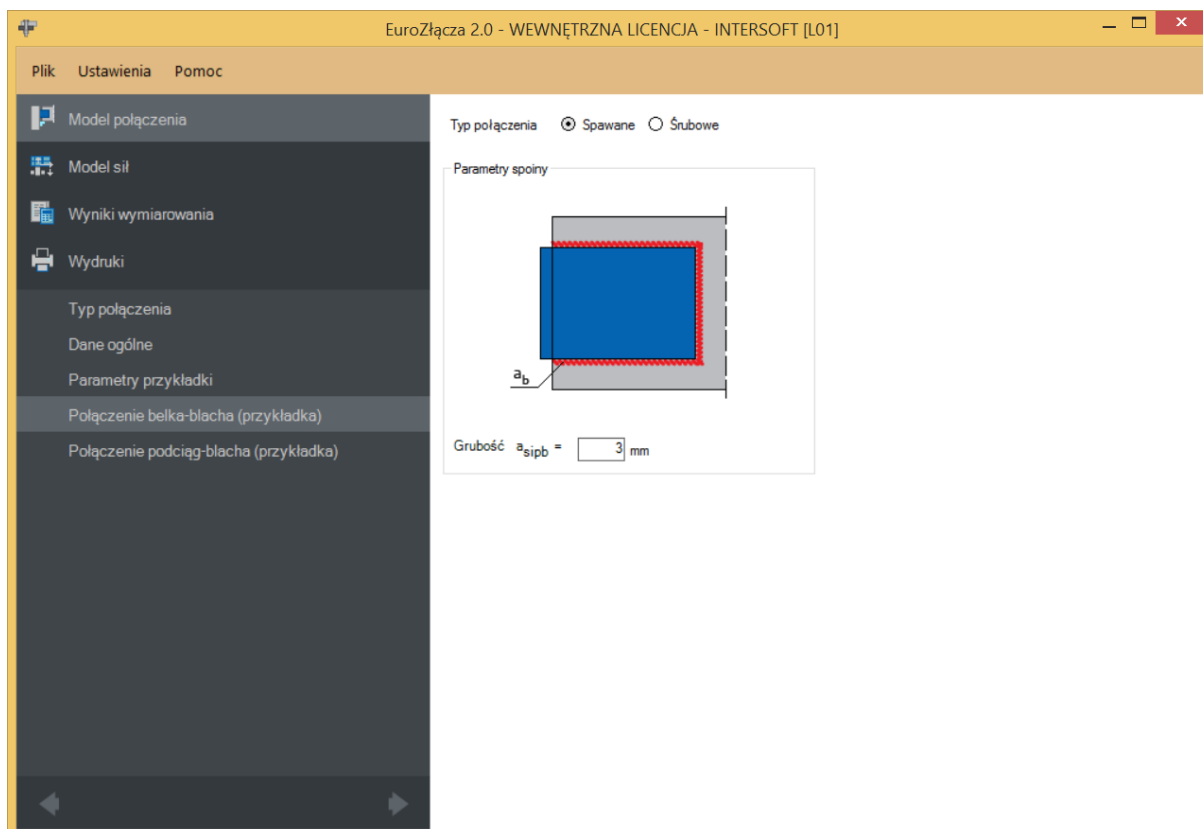 EuroZłącza 2.0 - WEWNĘTRZNA LICENCJA - INTERSOFT [L01]
Plik Ustawienia Pomoc
Model połączenia
Model sił
Wyniki wymiarowania
Wydruki
Typ połączenia
Dane ogólne
Parametry przykładki
Połączenie belka-blacha (przykładka)
Połączenie podciąg-blacha (przykładka)
Typ połączenia Spawane Śrubowe
Parametry spoiny
ab
Grubość asipb = 3 mm